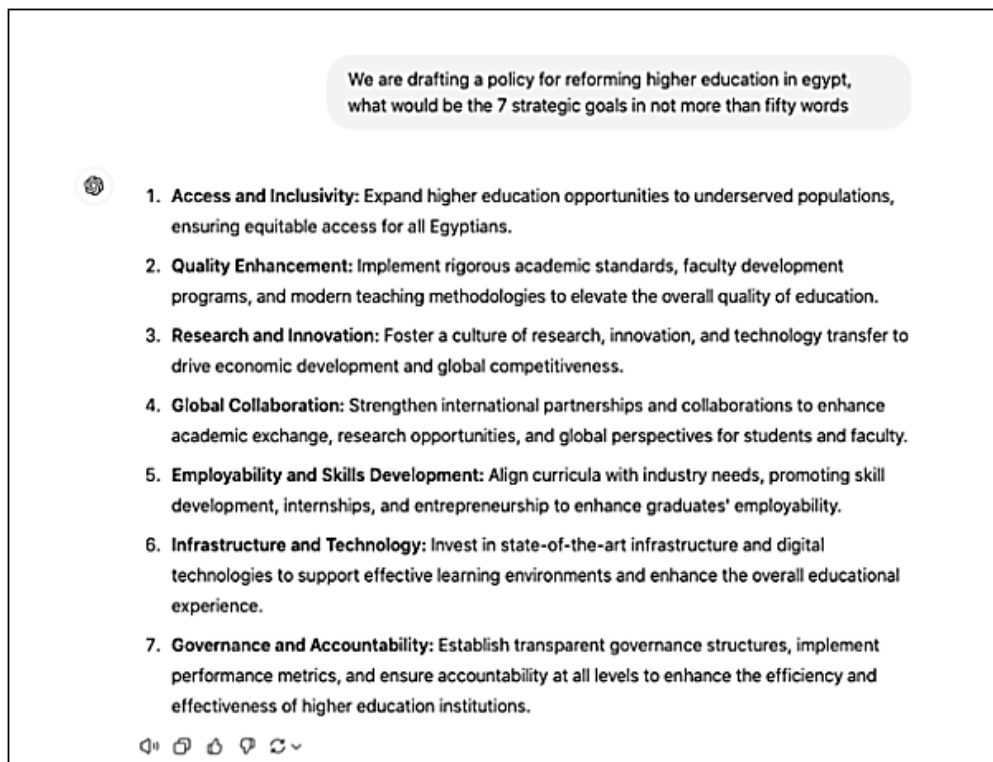 We are drafting a policy for reforming higher education in egypt,
what would be the 7 strategic goals in not more than fifty words
1. Access and Inclusivity: Expand higher education opportunities to underserved populations,
ensuring equitable access for all Egyptians.
2. Quality Enhancement: Implement rigorous academic standards, faculty development
programs, and modern teaching methodologies to elevate the overall quality of education.
3. Research and Innovation: Foster a culture of research, innovation, and technology transfer to
drive economic development and global competitiveness.
4. Global Collaboration: Strengthen international partnerships and collaborations to enhance
academic exchange, research opportunities, and global perspectives for students and faculty.
5. Employability and Skills Development: Align curricula with industry needs, promoting skill
development, internships, and entrepreneurship to enhance graduates' employability.
6. Infrastructure and Technology: Invest in state-of-the-art infrastructure and digital
technologies to support effective learning environments and enhance the overall educational
experience.
7. Governance and Accountability: Establish transparent governance structures, implement
performance metrics, and ensure accountability at all levels to enhance the efficiency and
effectiveness of higher education institutions.